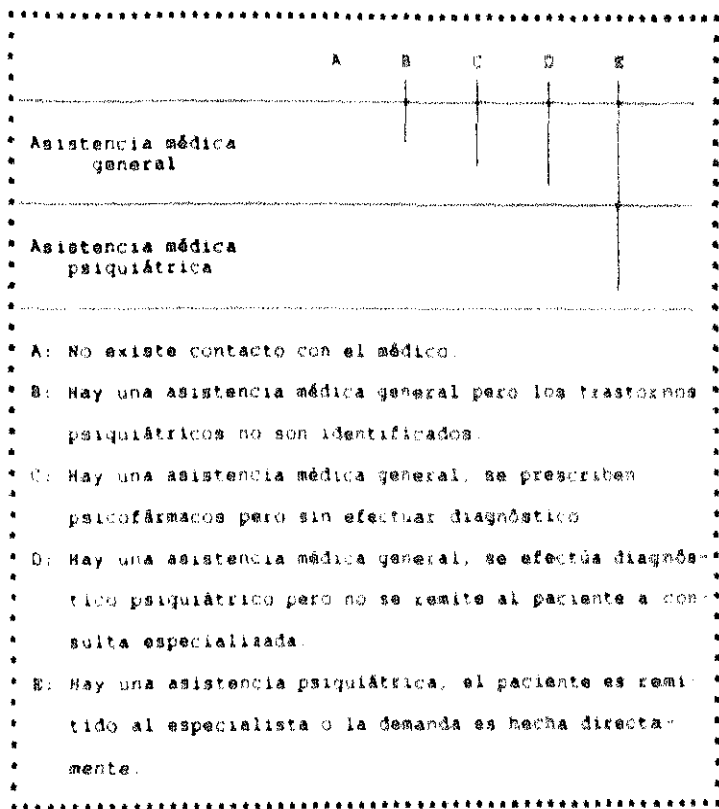 A B C D E
Asistencia médica
general
Asistencia médica
psiquiátrica
A: No existe contacto con el médico.
B: Hay una asistencia médica general pero los trastornos
psiquiátricos no son identificados.
C: Hay una asistencia médica general, se prescriben
psicofármacos pero sin efectuar diagnóstico
D: Hay una asistencia médica general, se efectúa diagnós-
tico psiquiátrico pero no se remite al paciente a con-
sulta especializada.
E: Hay una asistencia psiquiátrica, el paciente es remi-
tido al especialista o la demanda es hecha directa-
mente.